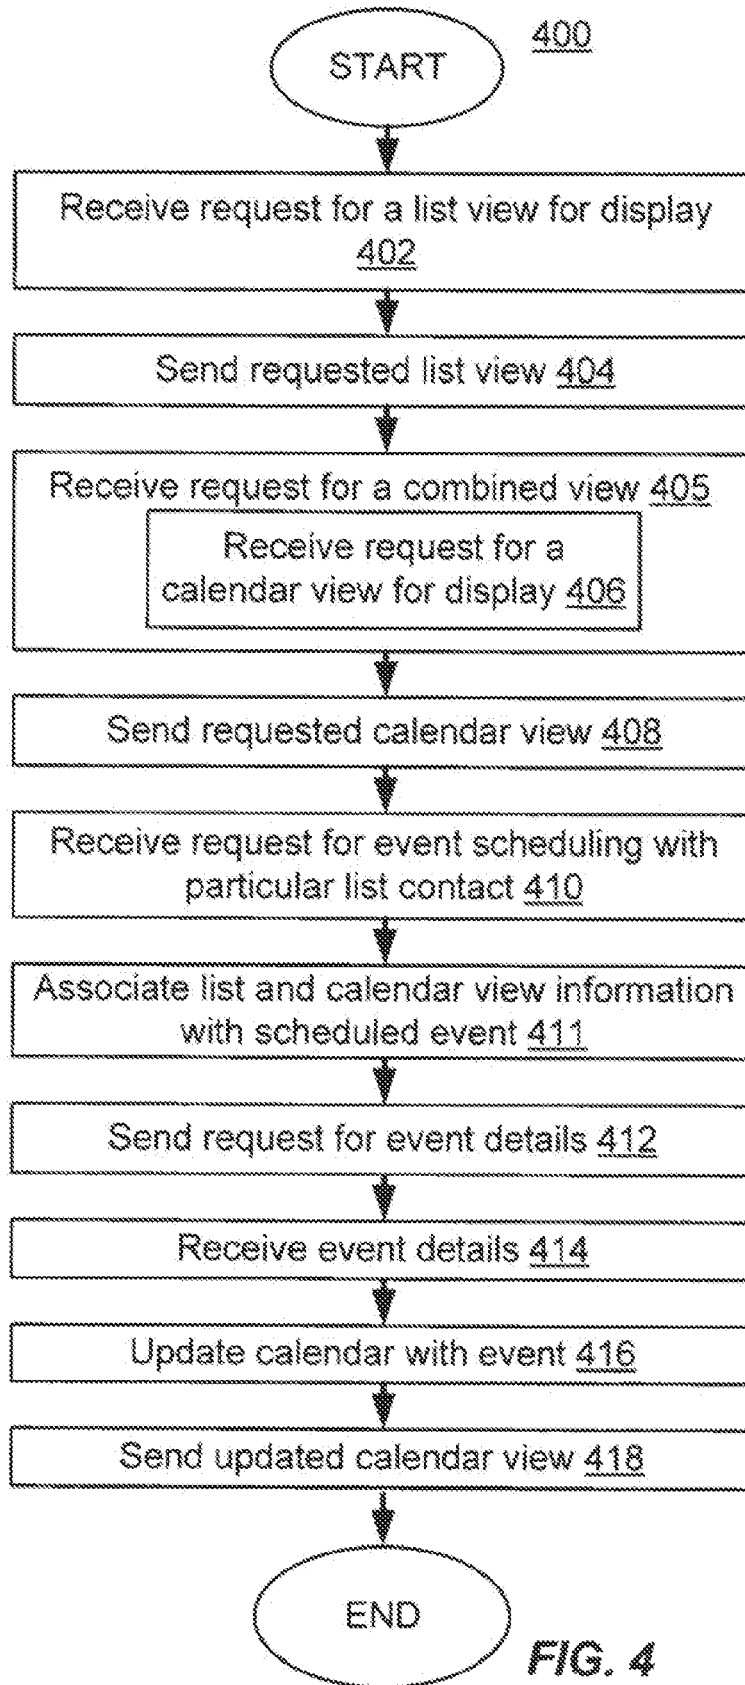 400
START
Receive request for a list view for display
402
Send requested list view 404
Receive request for a combined view 405
Receive request for a
calendar view for display 406
Send requested calendar view 408
Receive request for event scheduling with
particular list contact 410
Associate list and calendar view information
with scheduled event 411
Send request for event details 412
Receive event details 414
Update calendar with event 416
Send updated calendar view 418
END
FIG. 4